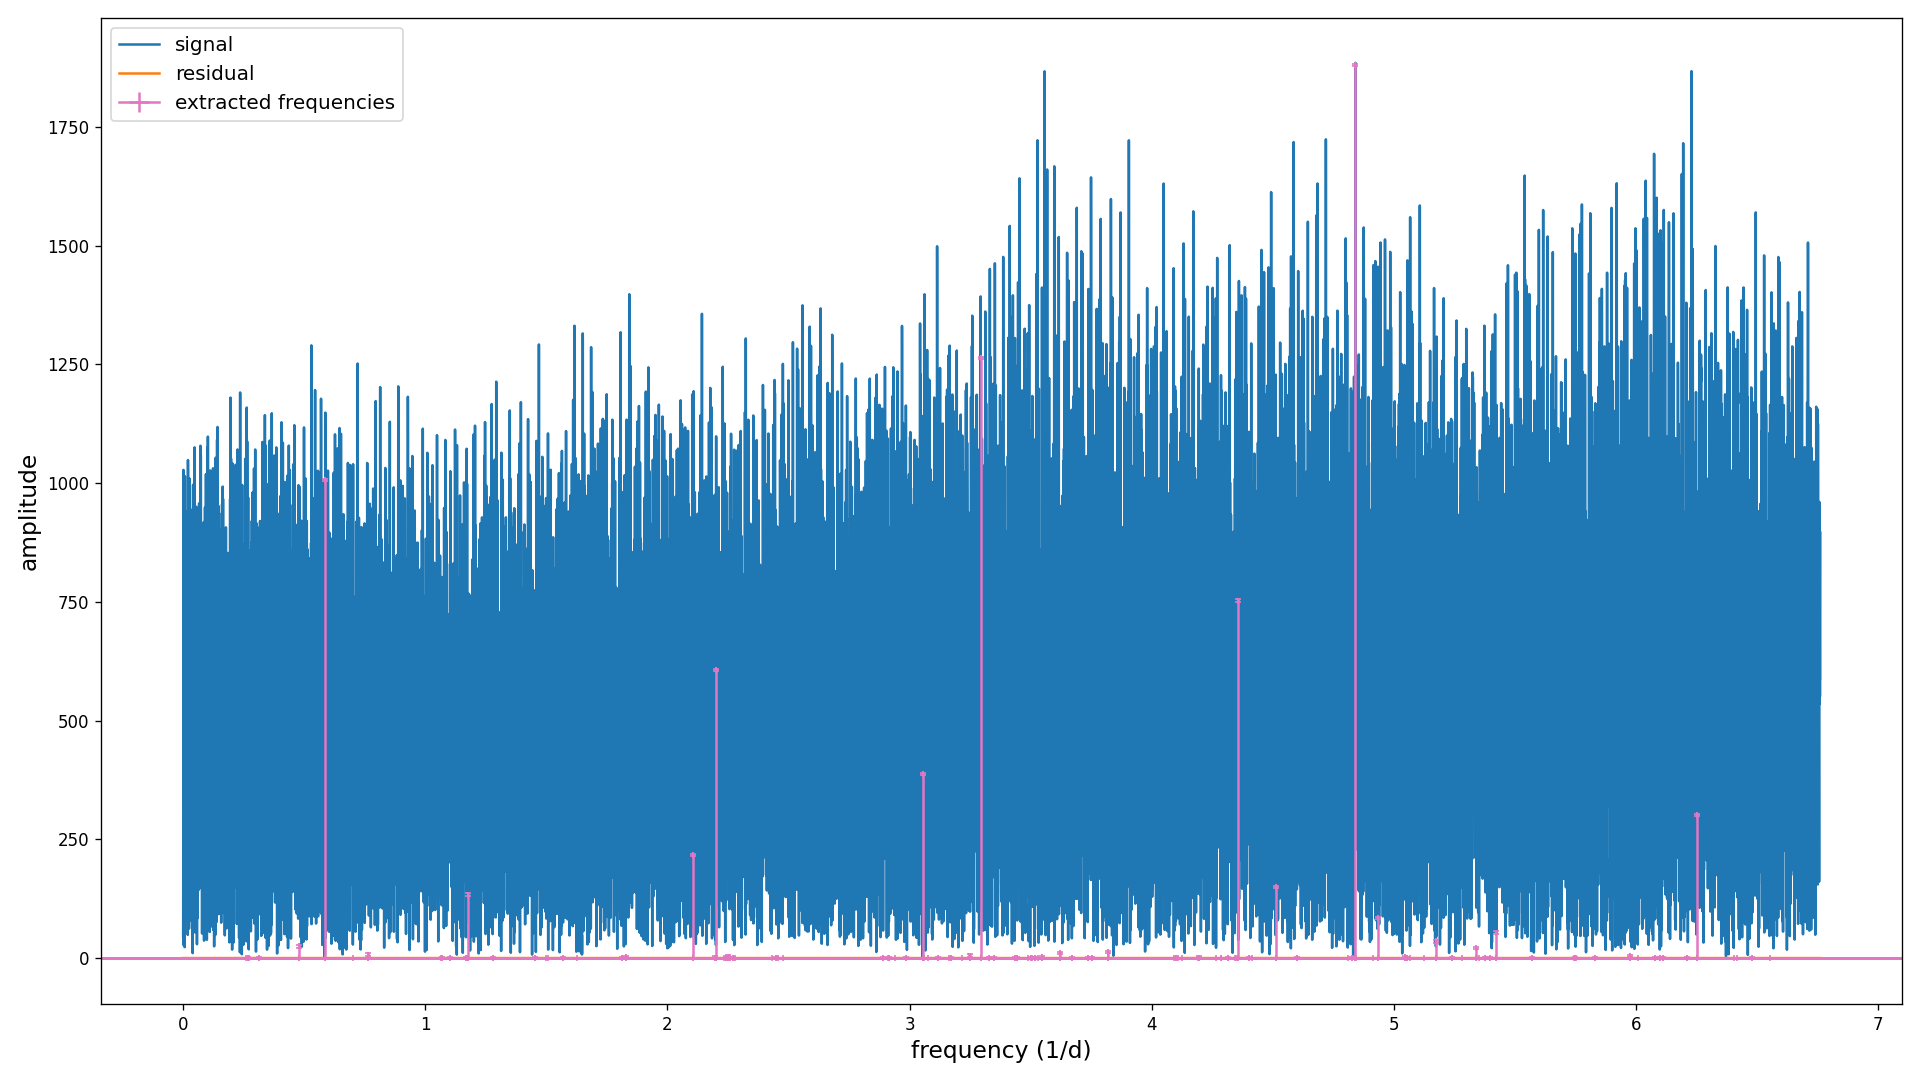 signal
residual
extracted frequencies
amplitude
1750
1500
1250
1000
750
500
250
0
0 1 2 3 4 5 6 7
frequency (1/d)